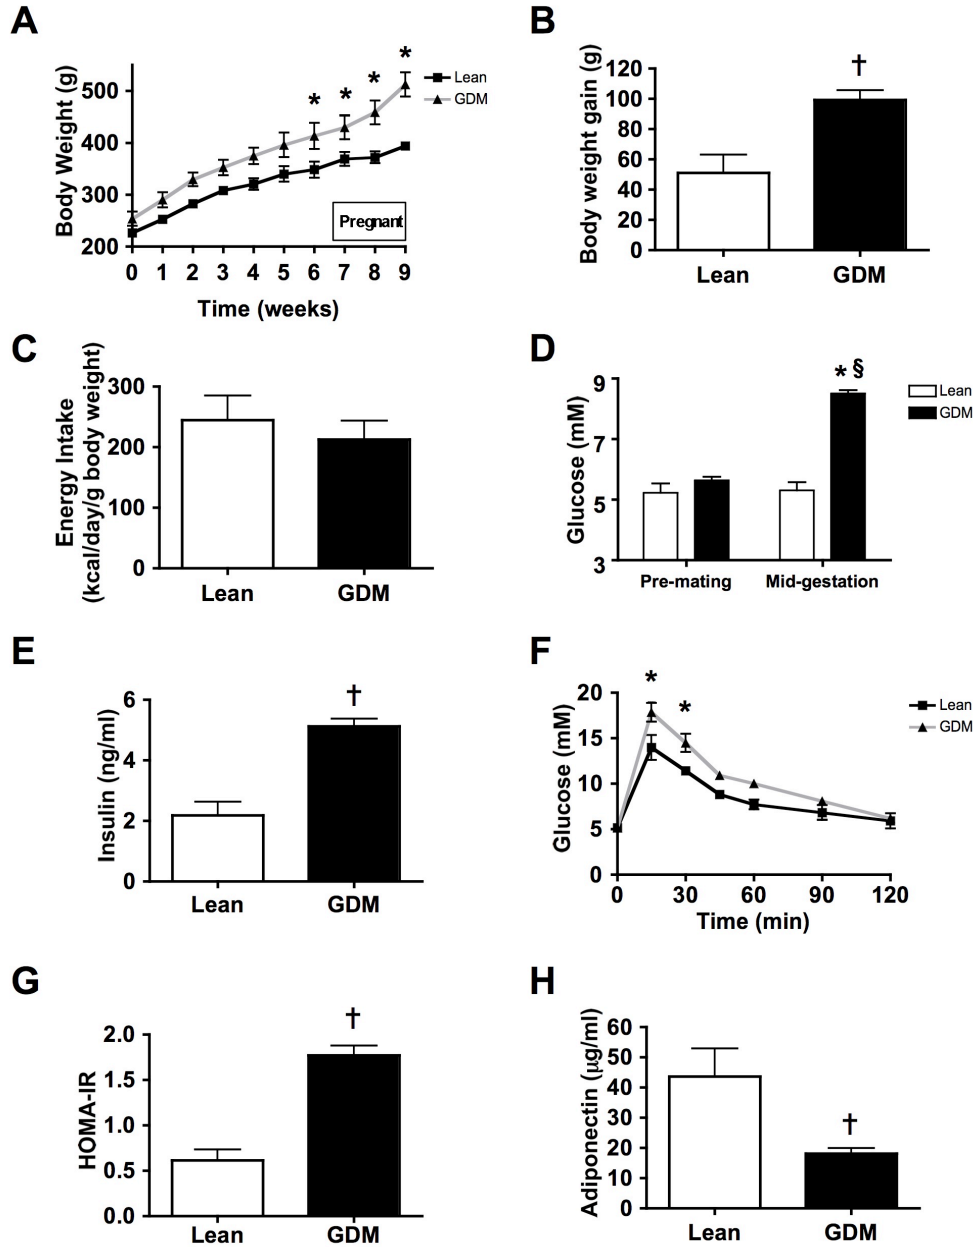 A
Body Weight (g)
500
400
300
200
* * * *
Lean
GDM
Pregnant
0 1 2 3 4 5 6 7 8 9
Time (weeks)
B
Body weight gain (g)
120
100
80
60
40
20
0
†
Lean GDM
C
Energy Intake
(kcal/day/g body weight)
300
200
100
0
Lean GDM
D
Glucose (mM)
9
7
5
3
* §
Lean
GDM
Pre-mating Mid-gestation
E
Insulin (ng/ml)
6
4
2
0
†
Lean GDM
F
Glucose (mM)
20
15
10
5
0
* *
Lean
GDM
0 30 60 90 120
Time (min)
G
HOMA-IR
2.0
1.5
1.0
0.5
0.0
†
Lean GDM
H
Adiponectin (µg/ml)
60
50
40
30
20
10
0
†
Lean GDM